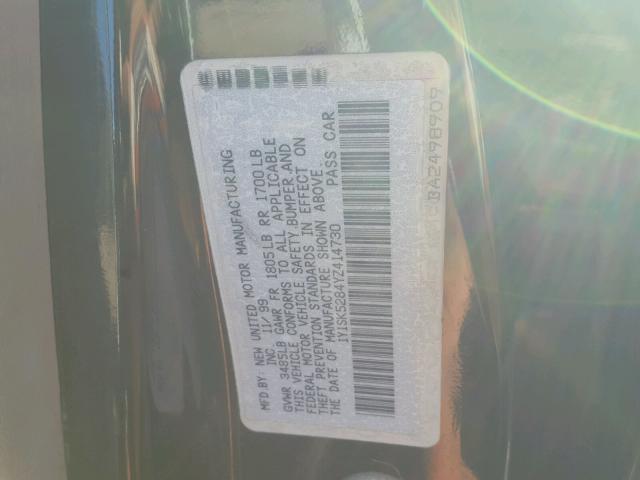 MFD BY: NEW UNITED MOTOR MANUFACTURING
INC 11/99
GVWR 3485LB GAWR FR 1805LB RR 1700LB
THIS VEHICLE CONFORMS TO ALL APPLICABLE
FEDERAL MOTOR VEHICLE SAFETY BUMPER, AND
THEFT PREVENTION STANDARDS IN EFFECT ON
THE DATE OF MANUFACTURE SHOWN ABOVE.
1Y1SK5284YZ414730 PASS CAR
BA2498909